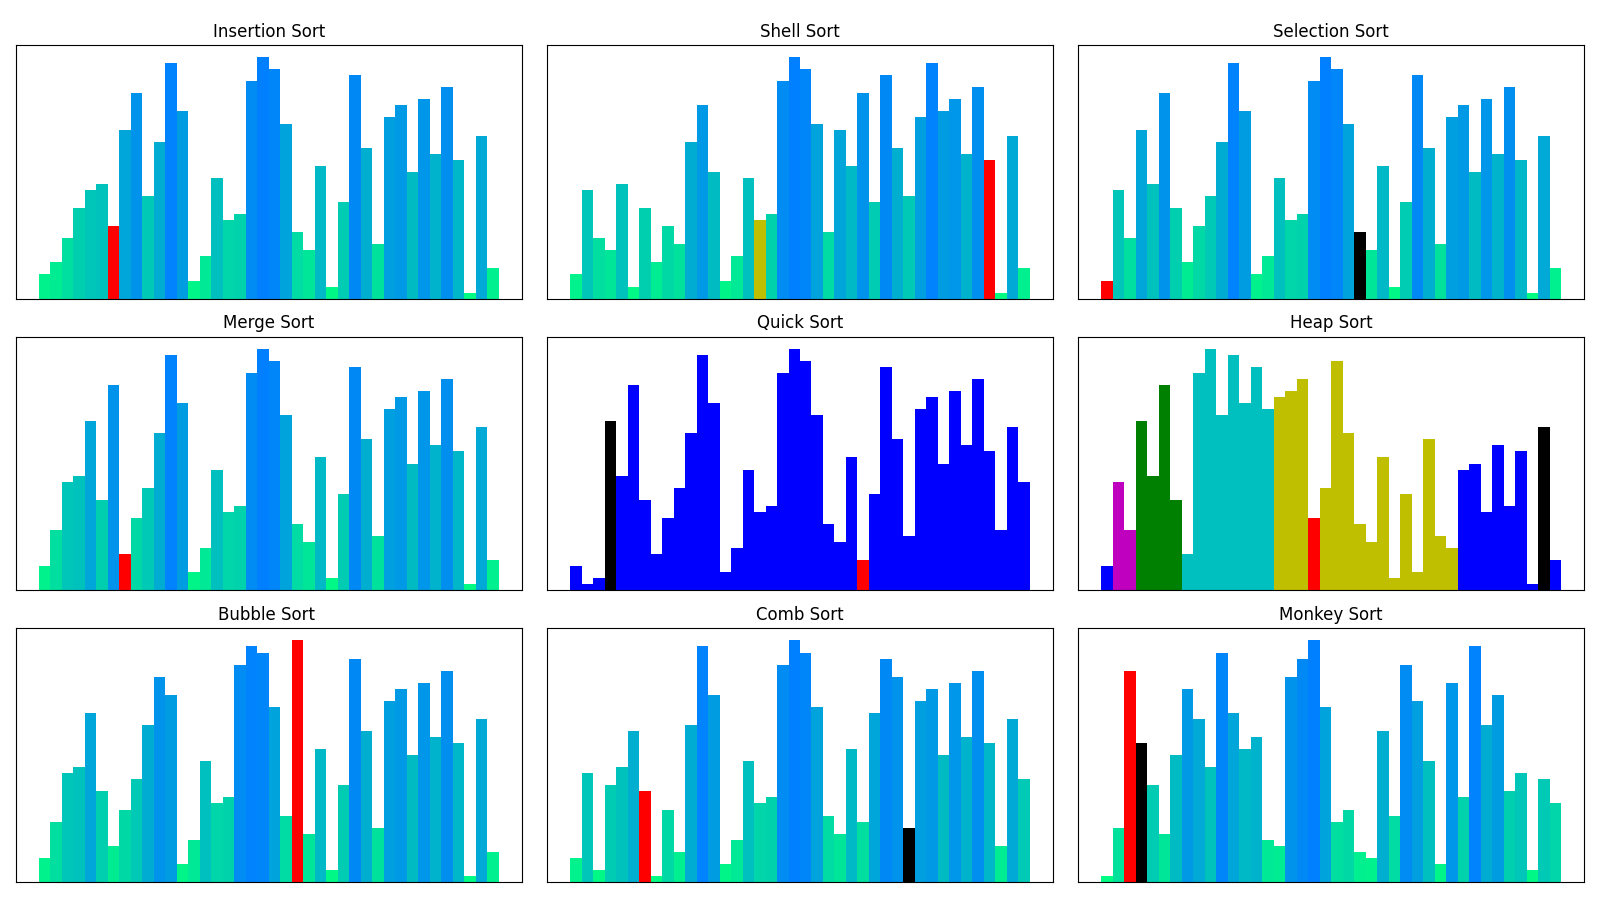 Insertion Sort
Shell Sort
Selection Sort
Merge Sort
Quick Sort
Heap Sort
Bubble Sort
Comb Sort
Monkey Sort